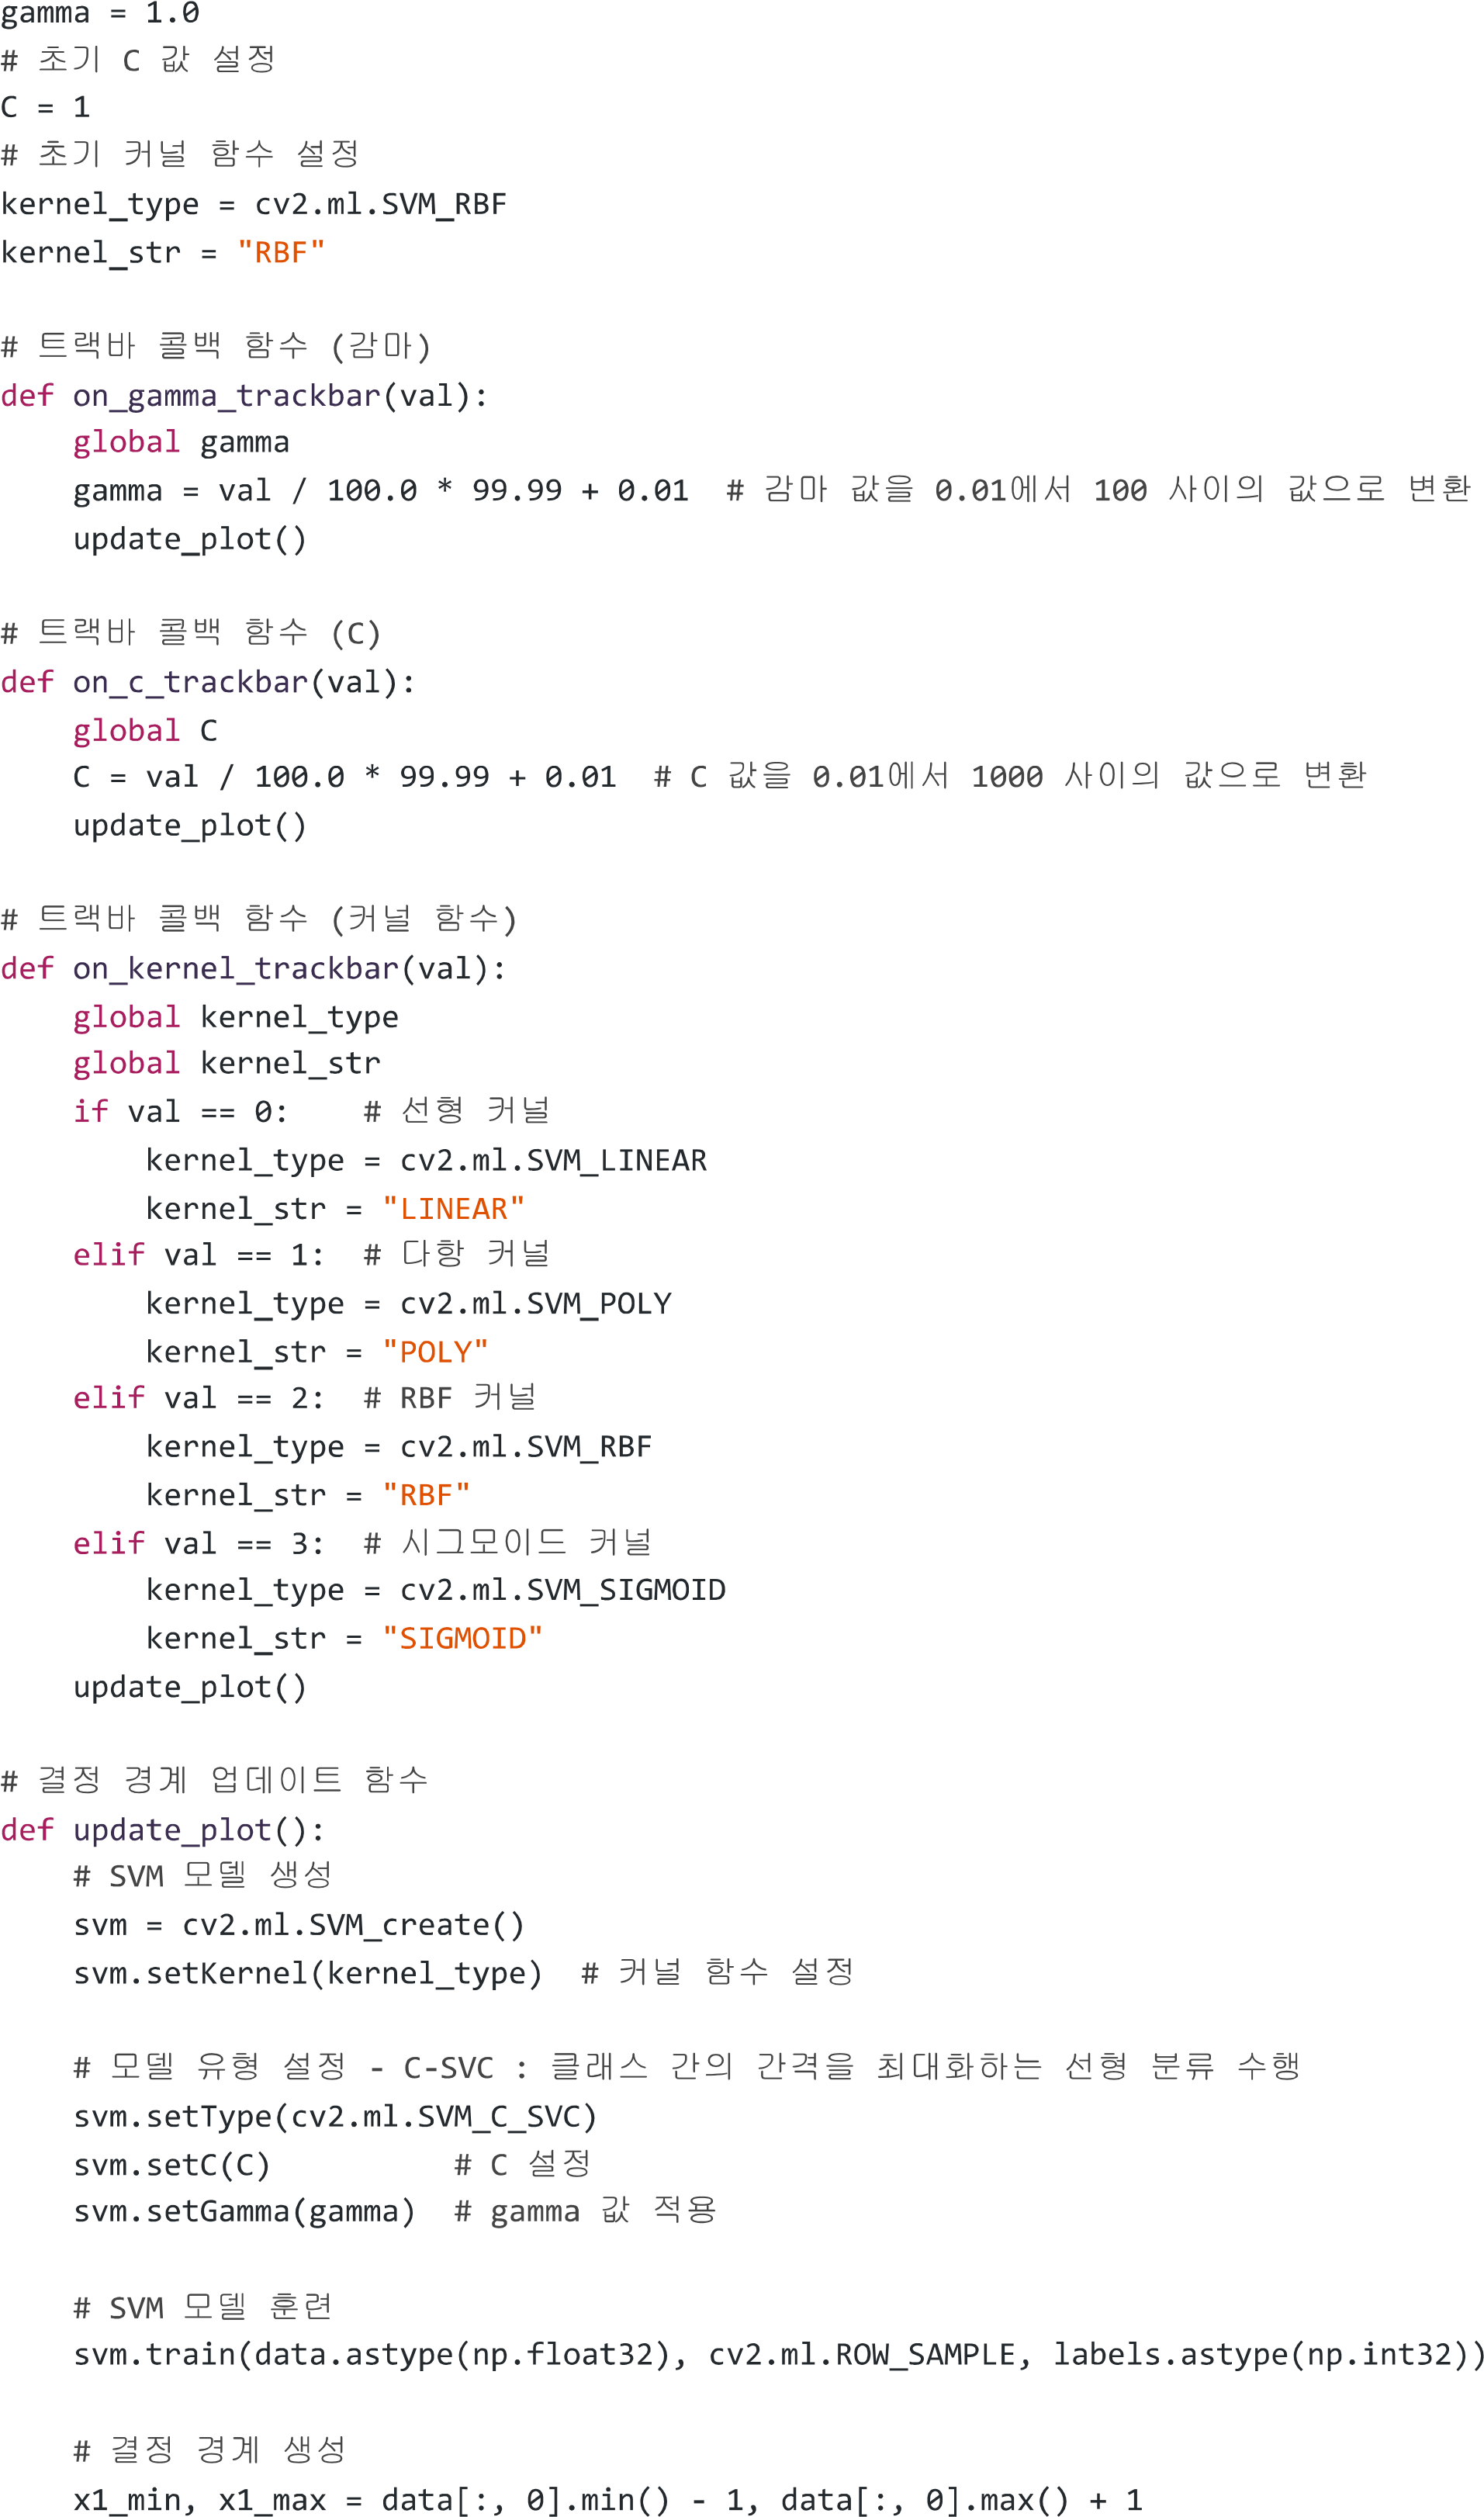 gamma = 1.0
# 초기 C 값 설정
C = 1
# 초기 커널 함수 설정
kernel_type = cv2.ml.SVM_RBF
kernel_str = "RBF"
# 트랙바 콜백 함수 (감마)
def on_gamma_trackbar(val):
    global gamma
    gamma = val / 100.0 * 99.99 + 0.01  # 감마 값을 0.01에서 100 사이의 값으로 변환
    update_plot()
# 트랙바 콜백 함수 (C)
def on_c_trackbar(val):
    global C
    C = val / 100.0 * 99.99 + 0.01  # C 값을 0.01에서 1000 사이의 값으로 변환
    update_plot()
# 트랙바 콜백 함수 (커널 함수)
def on_kernel_trackbar(val):
    global kernel_type
    global kernel_str
    if val == 0:    # 선형 커널
        kernel_type = cv2.ml.SVM_LINEAR
        kernel_str = "LINEAR"
    elif val == 1:  # 다항 커널
        kernel_type = cv2.ml.SVM_POLY
        kernel_str = "POLY"
    elif val == 2:  # RBF 커널
        kernel_type = cv2.ml.SVM_RBF
        kernel_str = "RBF"
    elif val == 3:  # 시그모이드 커널
        kernel_type = cv2.ml.SVM_SIGMOID
        kernel_str = "SIGMOID"
    update_plot()
# 결정 경계 업데이트 함수
def update_plot():
    # SVM 모델 생성
    svm = cv2.ml.SVM_create()
    svm.setKernel(kernel_type)  # 커널 함수 설정
    # 모델 유형 설정 - C-SVC : 클래스 간의 간격을 최대화하는 선형 분류 수행
    svm.setType(cv2.ml.SVM_C_SVC)
    svm.setC(C)          # C 설정
    svm.setGamma(gamma)  # gamma 값 적용
    # SVM 모델 훈련
    svm.train(data.astype(np.float32), cv2.ml.ROW_SAMPLE, labels.astype(np.int32))
    # 결정 경계 생성
    x1_min, x1_max = data[:, 0].min() - 1, data[:, 0].max() + 1